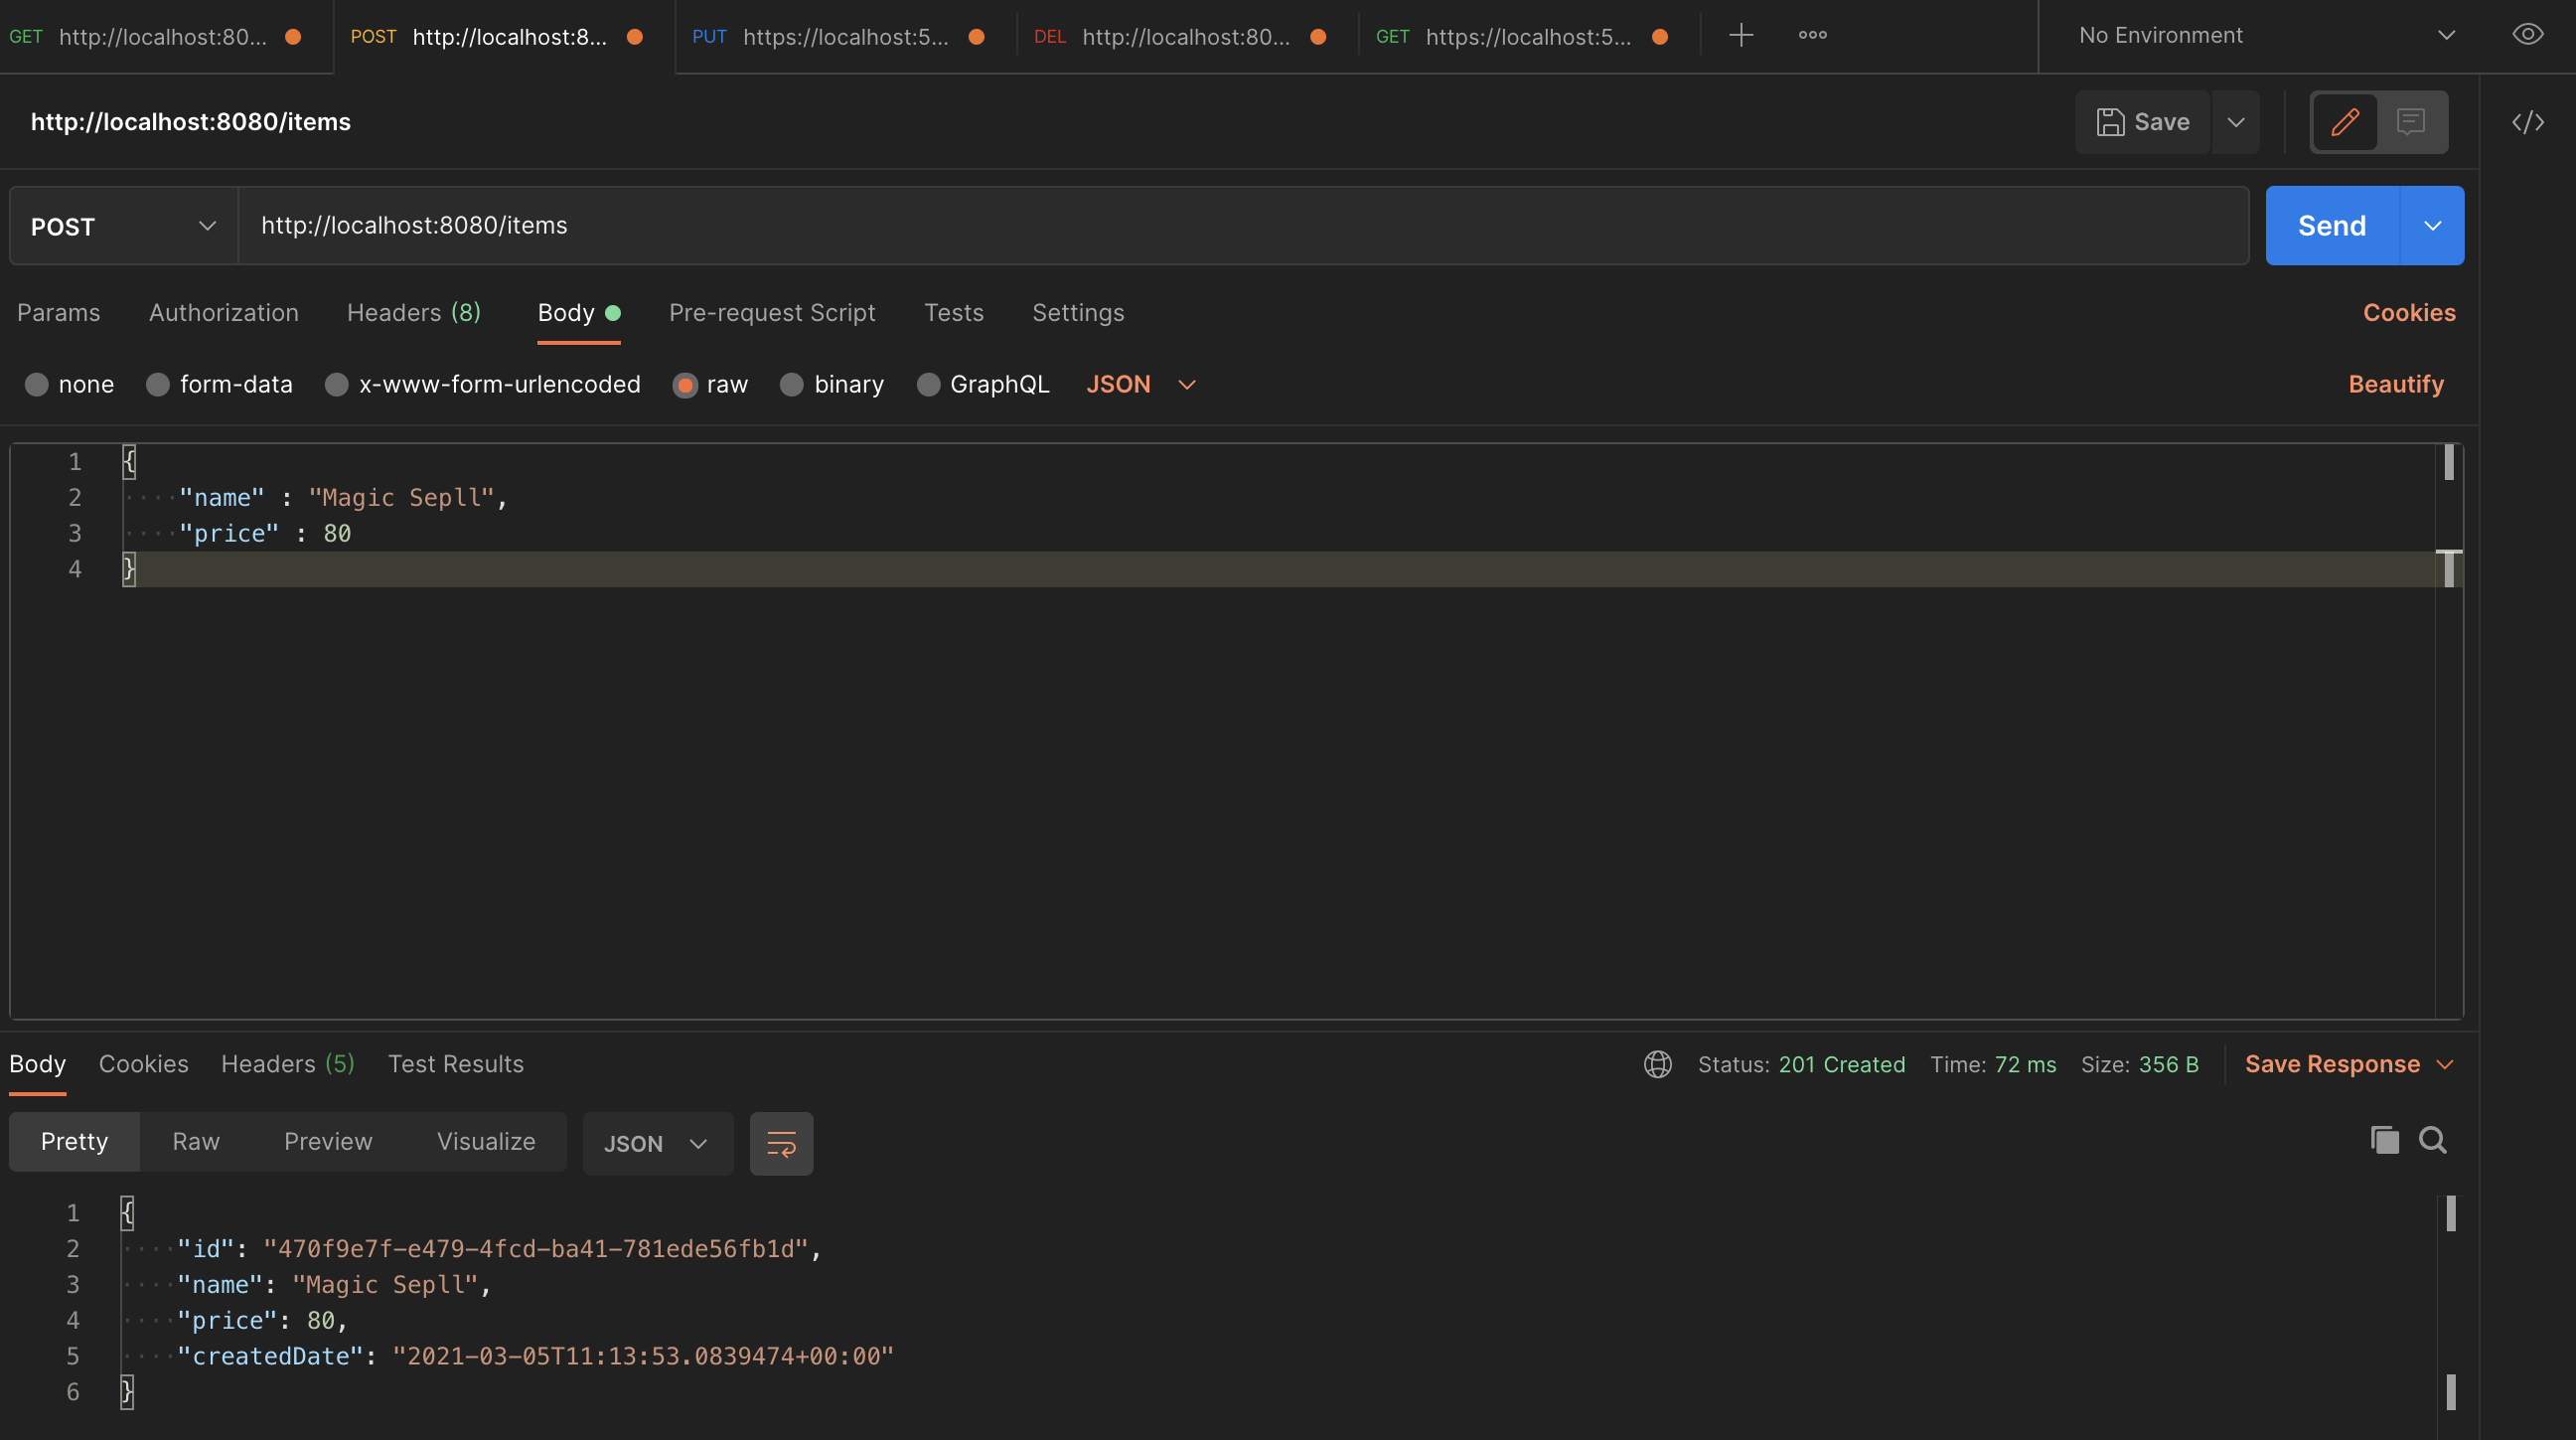 GET http://localhost:80... POST http://localhost:8... PUT https://localhost:5... DEL http://localhost:80... GET https://localhost:5... No Environment
http://localhost:8080/items Save
POST http://localhost:8080/items Send
Params Authorization Headers (8) Body Pre-request Script Tests Settings Cookies
none form-data x-www-form-urlencoded raw binary GraphQL JSON Beautify
1 {
2 "name" : "Magic Sepll",
3 "price" : 80
4 }
Body Cookies Headers (5) Test Results Status: 201 Created Time: 72 ms Size: 356 B Save Response
Pretty Raw Preview Visualize JSON
1 {
2 "id": "470f9e7f-e479-4fcd-ba41-781ede56fb1d",
3 "name": "Magic Sepll",
4 "price": 80,
5 "createdDate": "2021-03-05T11:13:53.0839474+00:00"
6 }